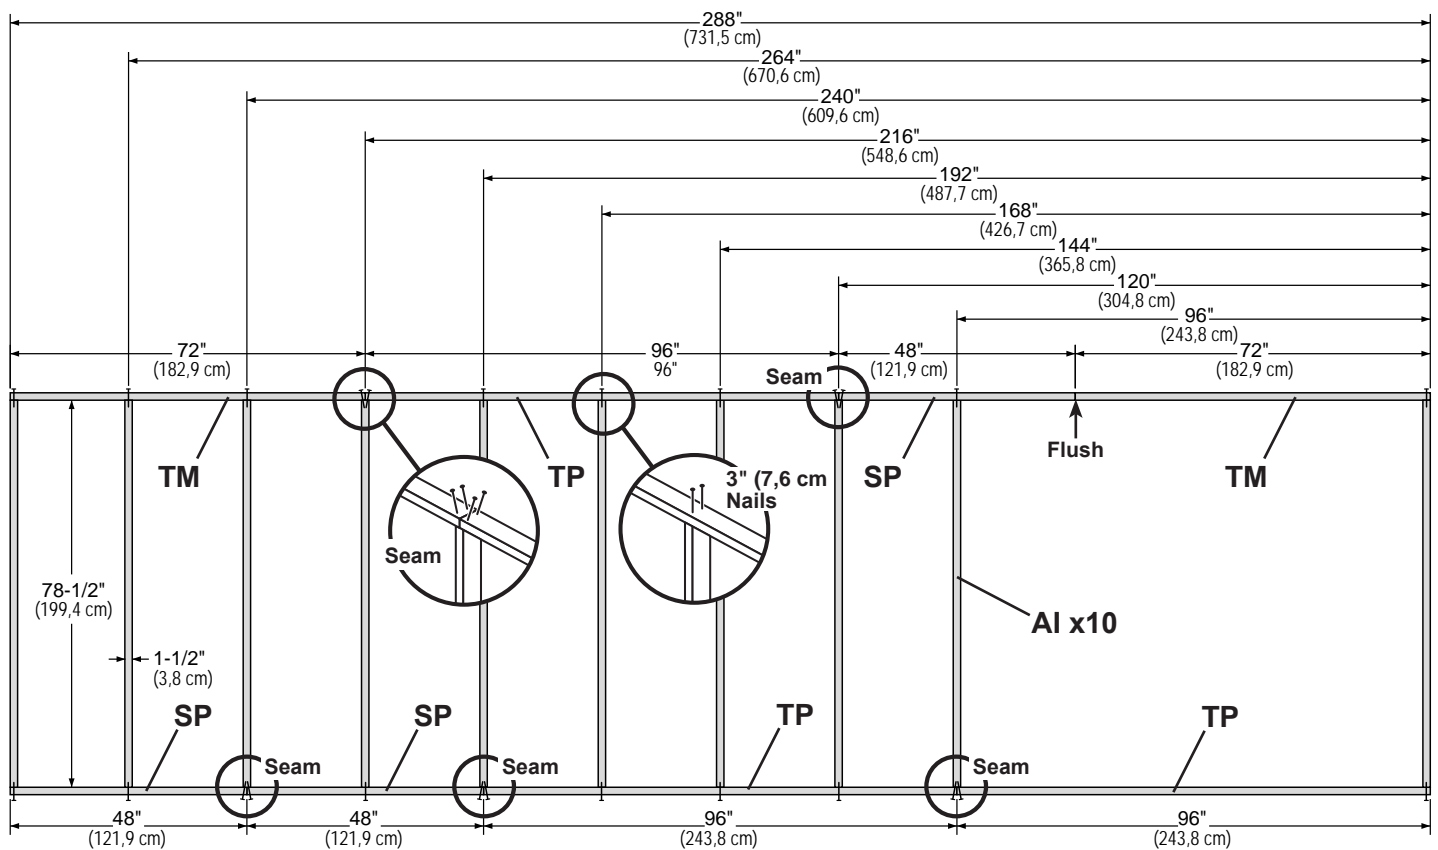 288"
(731,5 cm)
264"
(670,6 cm)
240"
(609,6 cm)
216"
(548,6 cm)
192"
(487,7 cm)
168"
(426,7 cm)
144"
(365,8 cm)
120"
(304,8 cm)
96"
(243,8 cm)
72"
(182,9 cm)
96"
96"
48"
(121,9 cm)
72"
(182,9 cm)
Seam
Flush
TM
TP
SP
TM
3" (7,6 cm
Nails
Seam
78-1/2"
(199,4 cm)
Al x10
1-1/2"
(3,8 cm)
SP
SP
TP
TP
Seam
Seam
Seam
48"
(121,9 cm)
48"
(121,9 cm)
96"
(243,8 cm)
96"
(243,8 cm)